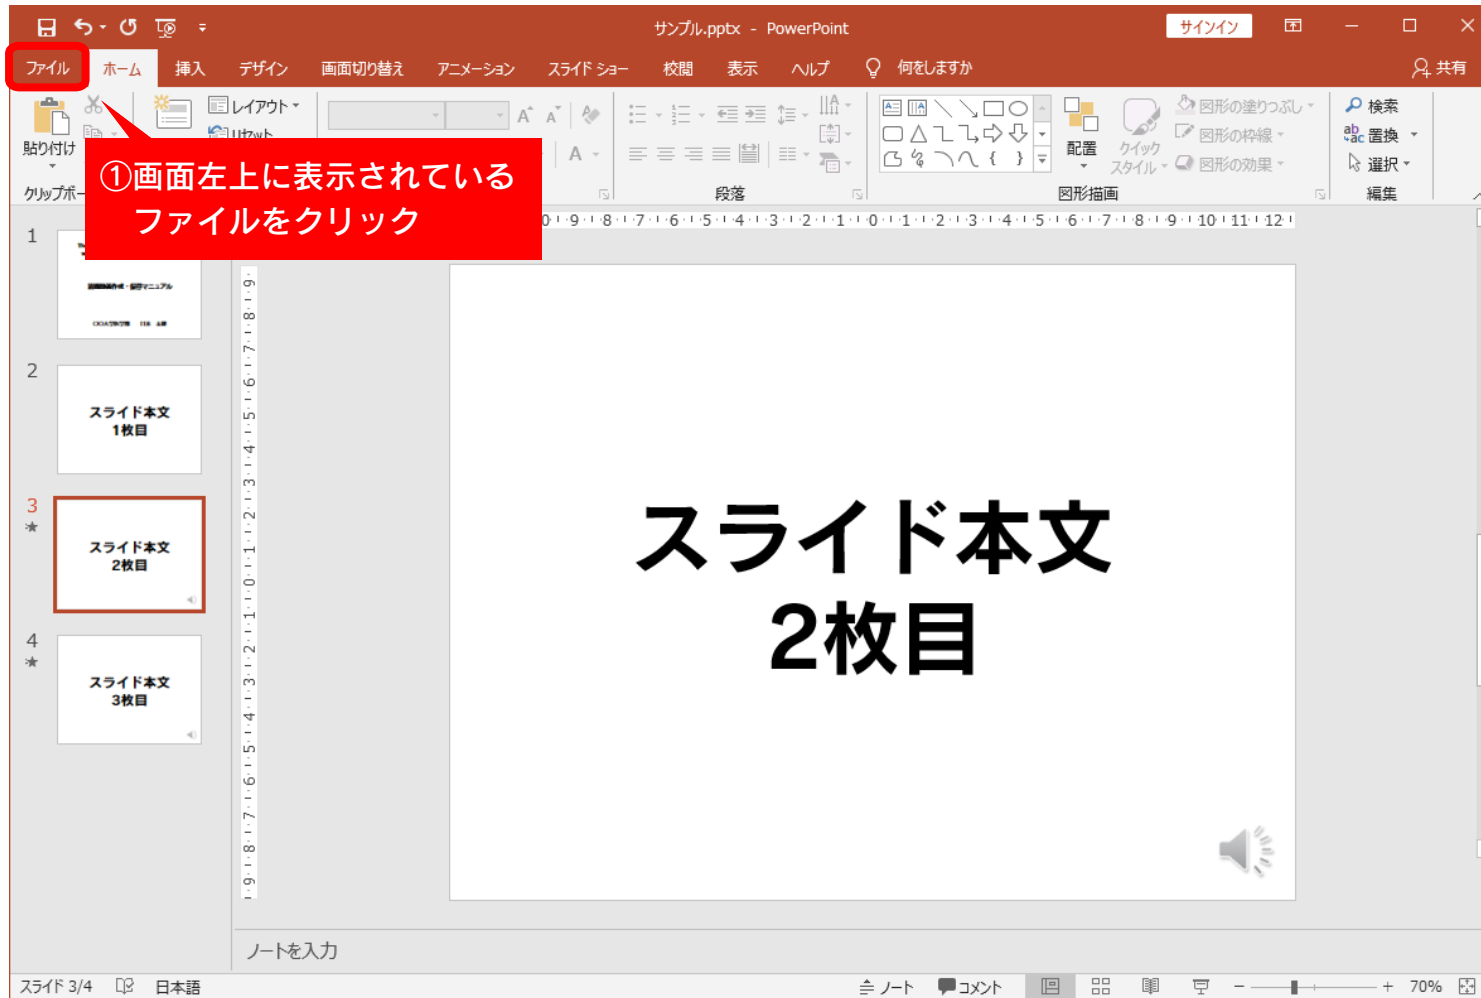 サンプル.pptx - PowerPoint
サインイン
ファイル ホーム 挿入 デザイン 画面切り替え アニメーション スライド ショー 校閲 表示 ヘルプ 何をしますか 共有
レイアウト
リセット
貼り付け
クリップボー
段落
配置
クイック
スタイル
図形の塗りつぶし
図形の枠線
図形の効果
図形描画
検索
置換
選択
編集
①画面左上に表示されている
ファイルをクリック
1
2
スライド本文
1枚目
3
スライド本文
2枚目
4
スライド本文
3枚目
スライド本文
2枚目
ノートを入力
スライド 3/4 日本語 ノート コメント 70%